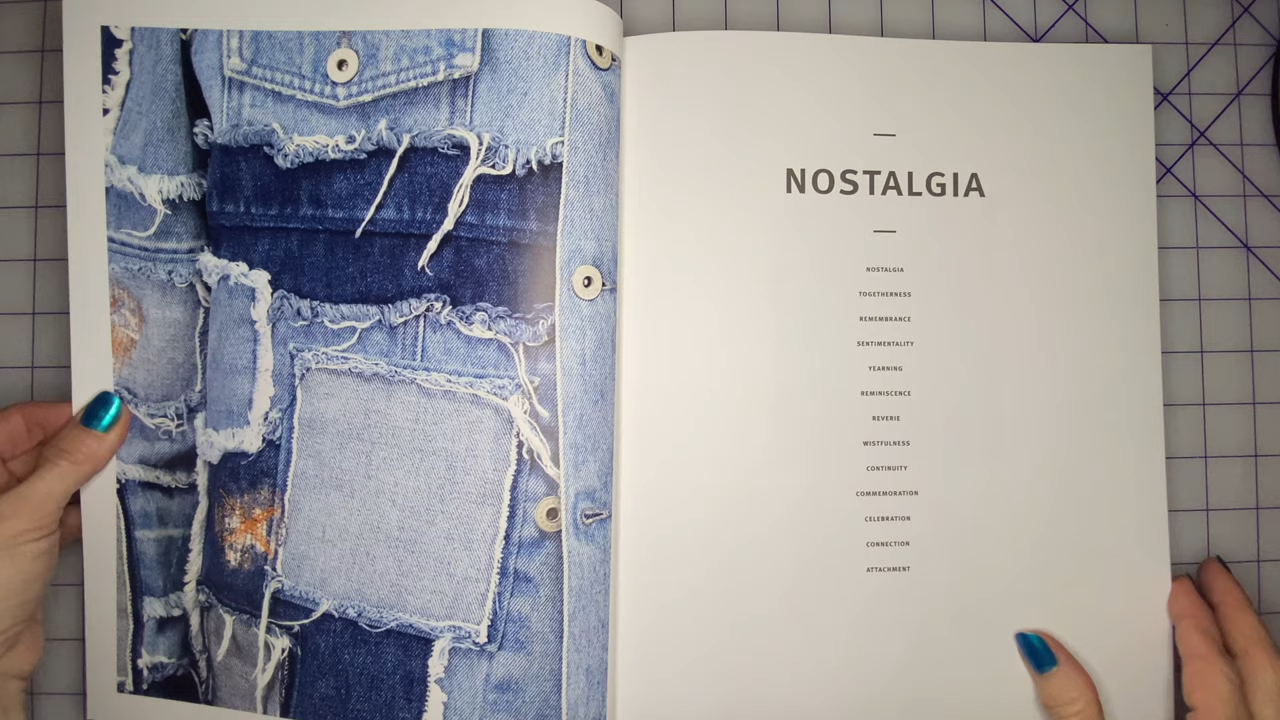 NOSTALGIA
NOSTALGIA
TOGETHERNESS
REMEMBRANCE
SENTIMENTALITY
YEARNING
REMINISCENCE
REVERIE
WISTFULNESS
CONTINUITY
COMMEMORATION
CELEBRATION
CONNECTION
ATTACHMENT